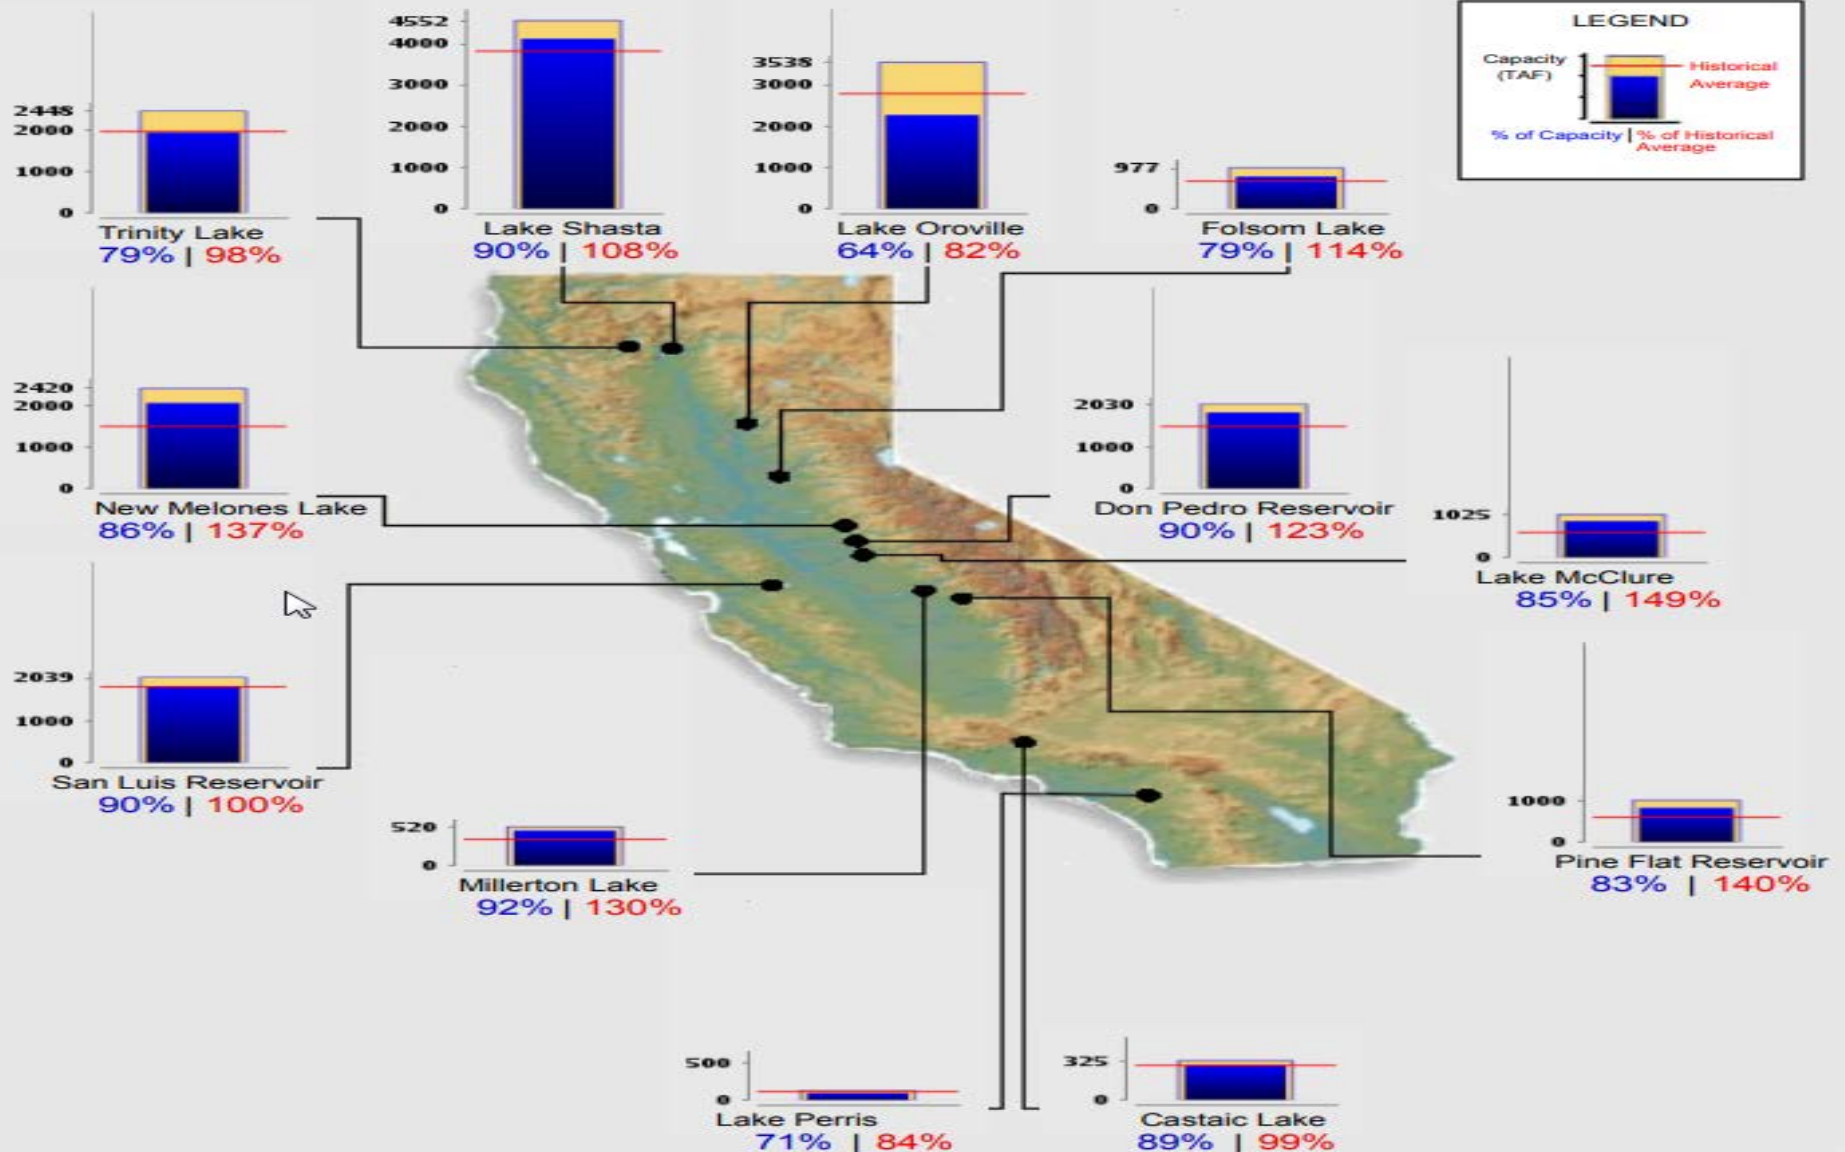 4552
4000
3000
2000
1000
0
Lake Shasta
90% | 108%
3538
3000
2000
1000
0
Lake Oroville
64% | 82%
LEGEND
Capacity
(TAF)
Historical
Average
% of Capacity | % of Historical
Average
2448
2000
1000
0
Trinity Lake
79% | 98%
977
0
Folsom Lake
79% | 114%
2420
2000
1000
0
New Melones Lake
86% | 137%
2030
1000
0
Don Pedro Reservoir
90% | 123%
1025
0
Lake McClure
85% | 149%
2039
1000
0
San Luis Reservoir
90% | 100%
520
0
Millerton Lake
92% | 130%
1000
0
Pine Flat Reservoir
83% | 140%
500
0
Lake Perris
71% | 84%
325
0
Castaic Lake
89% | 99%